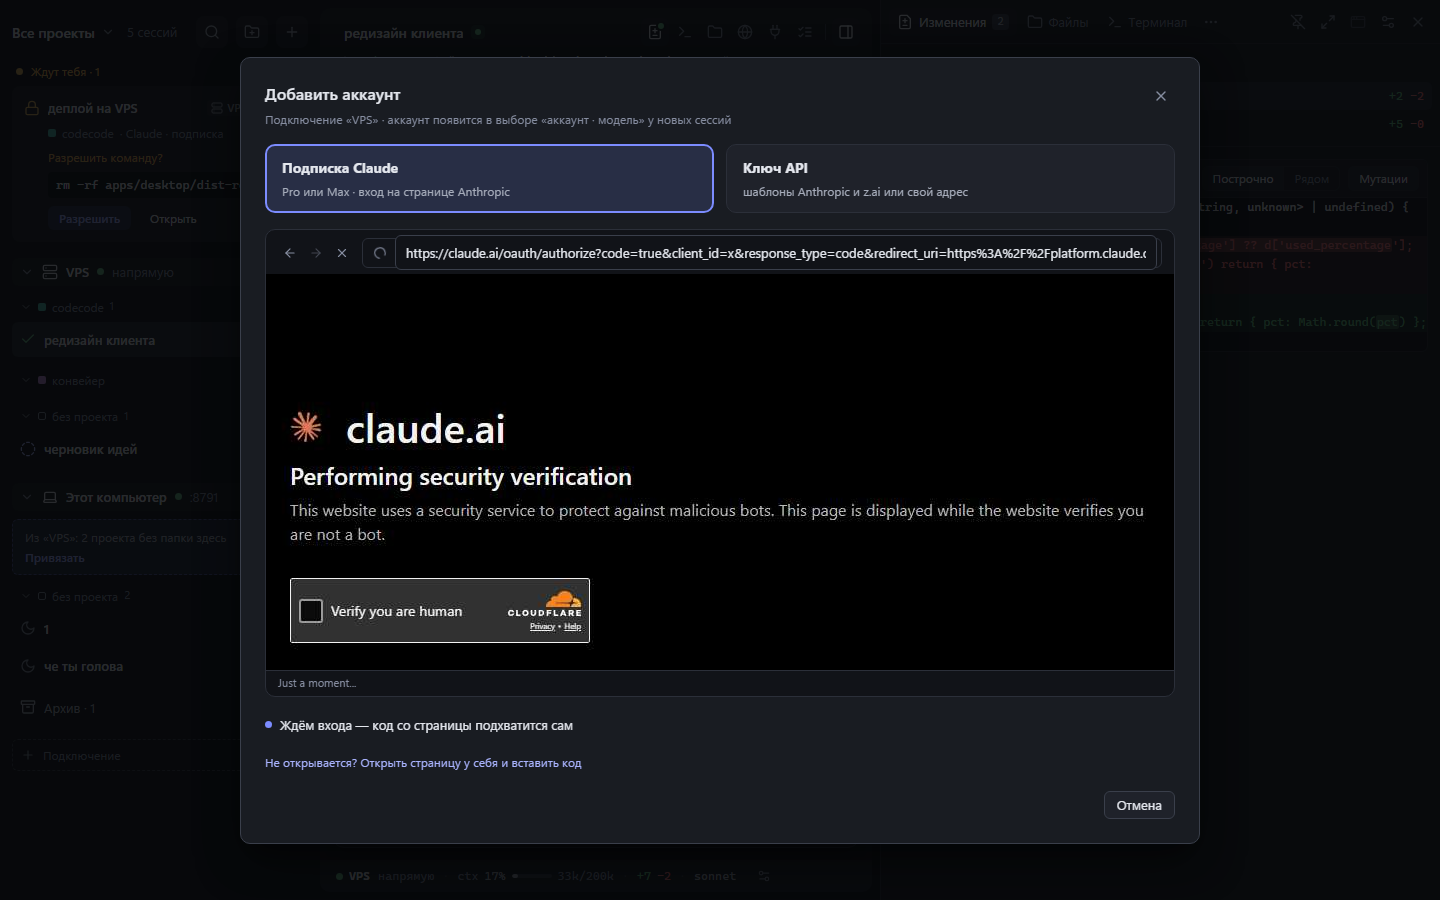 Все проекты
5 сессий
редизайн клиента
Изменения 2
Файлы
Терминал
Ждут тебя · 1
деплой на VPS
codecode · Claude · подписка
Разрешить команду?
rm -rf apps/desktop/dist-r
Разрешить
Открыть
VPS
напрямую
codecode 1
редизайн клиента
конвейер
без проекта 1
черновик идей
Этот компьютер
:8791
Из «VPS»: 2 проекта без папки здесь
Привязать
без проекта 2
1
че ты голова
Архив · 1
Подключение
Добавить аккаунт
Подключение «VPS» · аккаунт появится в выборе «аккаунт · модель» у новых сессий
Подписка Claude
Pro или Max · вход на странице Anthropic
Ключ API
шаблоны Anthropic и z.ai или свой адрес
https://claude.ai/oauth/authorize?code=true&client_id=x&response_type=code&redirect_uri=https%3A%2F%2Fplatform.claude.c
claude.ai
Performing security verification
This website uses a security service to protect against malicious bots. This page is displayed while the website verifies you
are not a bot.
Verify you are human
CLOUDFLARE
Privacy • Help
Just a moment...
Ждём входа — код со страницы подхватится сам
Не открывается? Открыть страницу у себя и вставить код
Отмена
+2 −2
+5 −0
Построчно
Рядом
Мутации
tring, unknown> | undefined) {
age'] ?? d['used_percentage'];
') return { pct:
return { pct: Math.round(pct) };
VPS напрямую
ctx 17%
33k/200k
+7 −2
sonnet